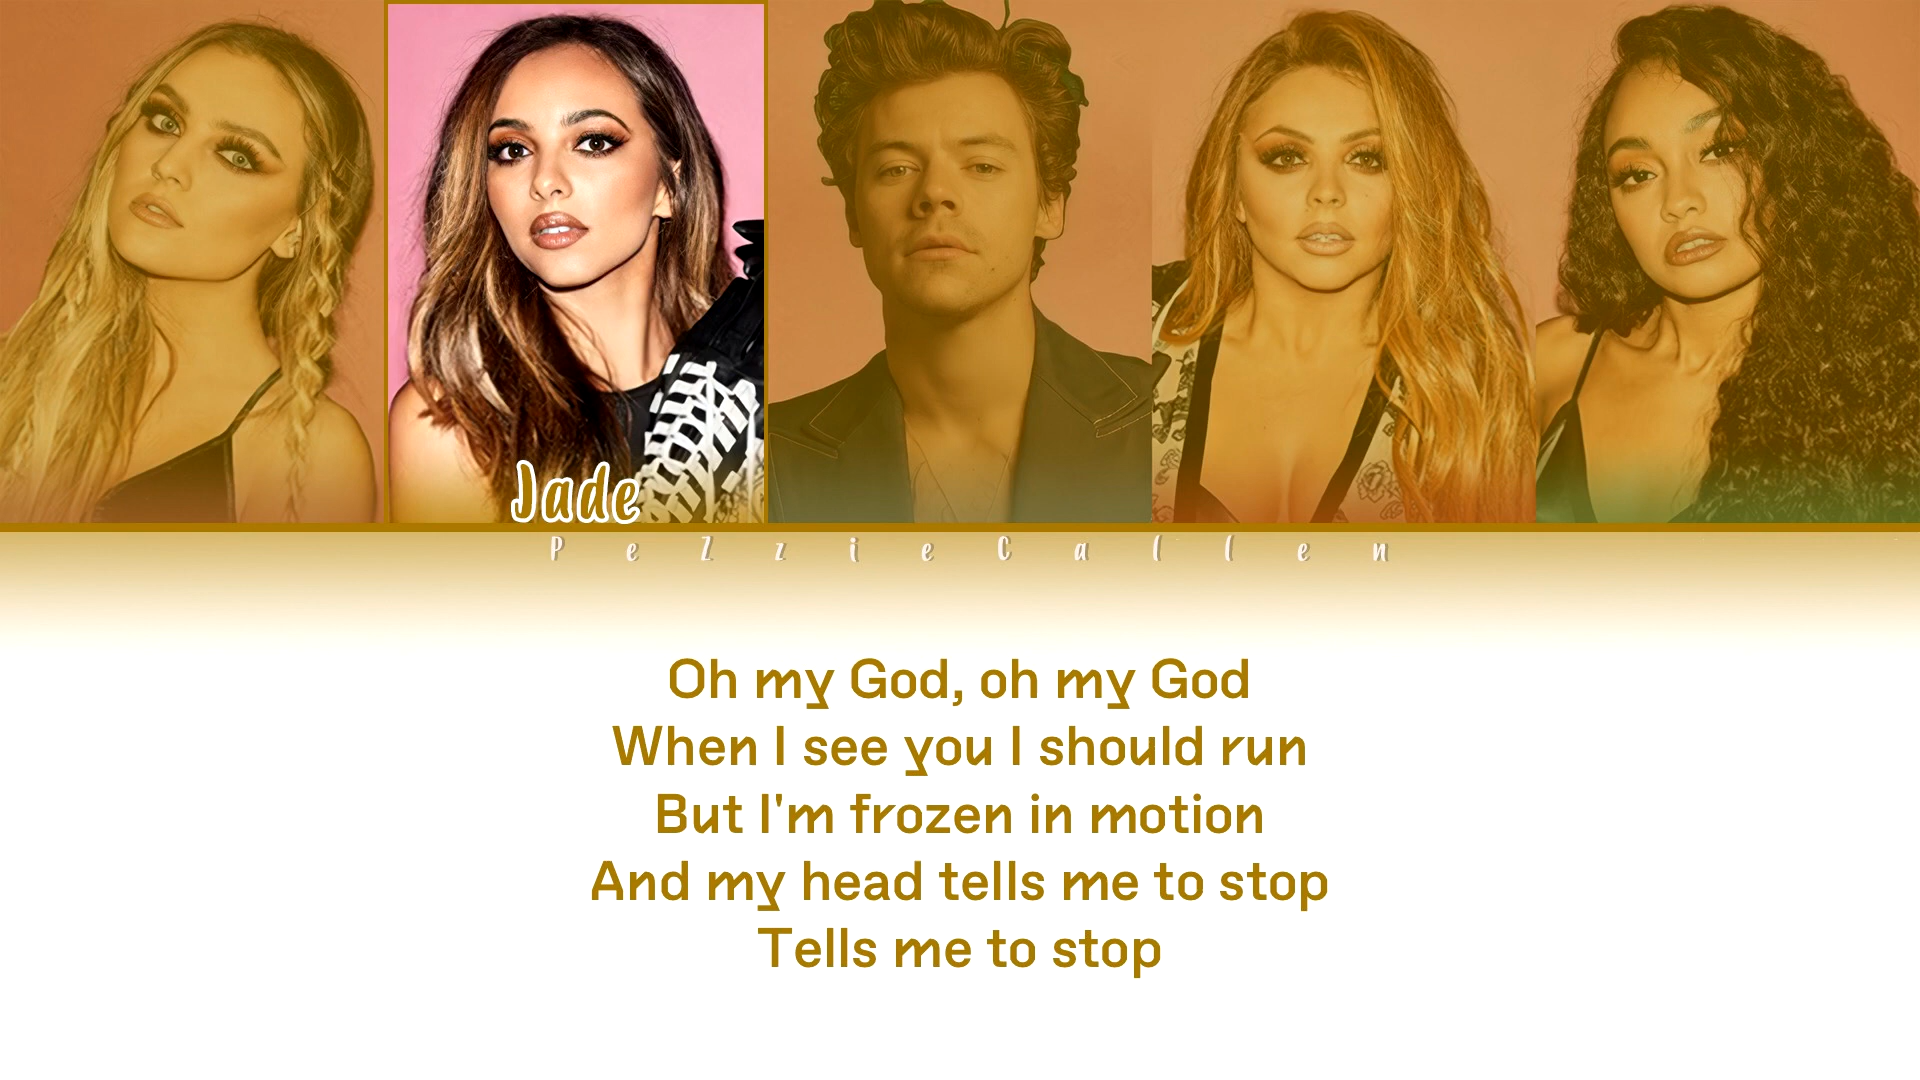 Jade
PeZzieCallen
Oh my God, oh my God
When I see you I should run
But I'm frozen in motion
And my head tells me to stop
Tells me to stop